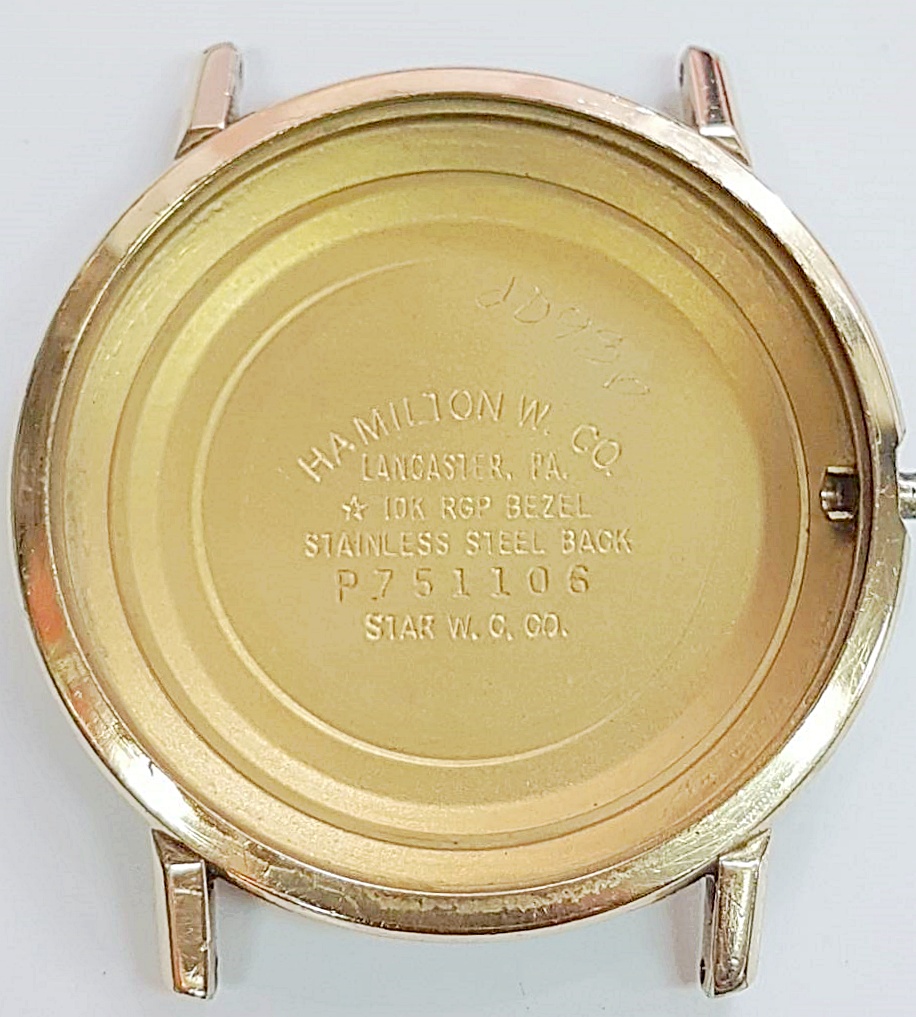 HAMILTON W. CO.
LANCASTER, PA.
☆ 10K RGP BEZEL
STAINLESS STEEL BACK
P751106
STAR W. C. CO.